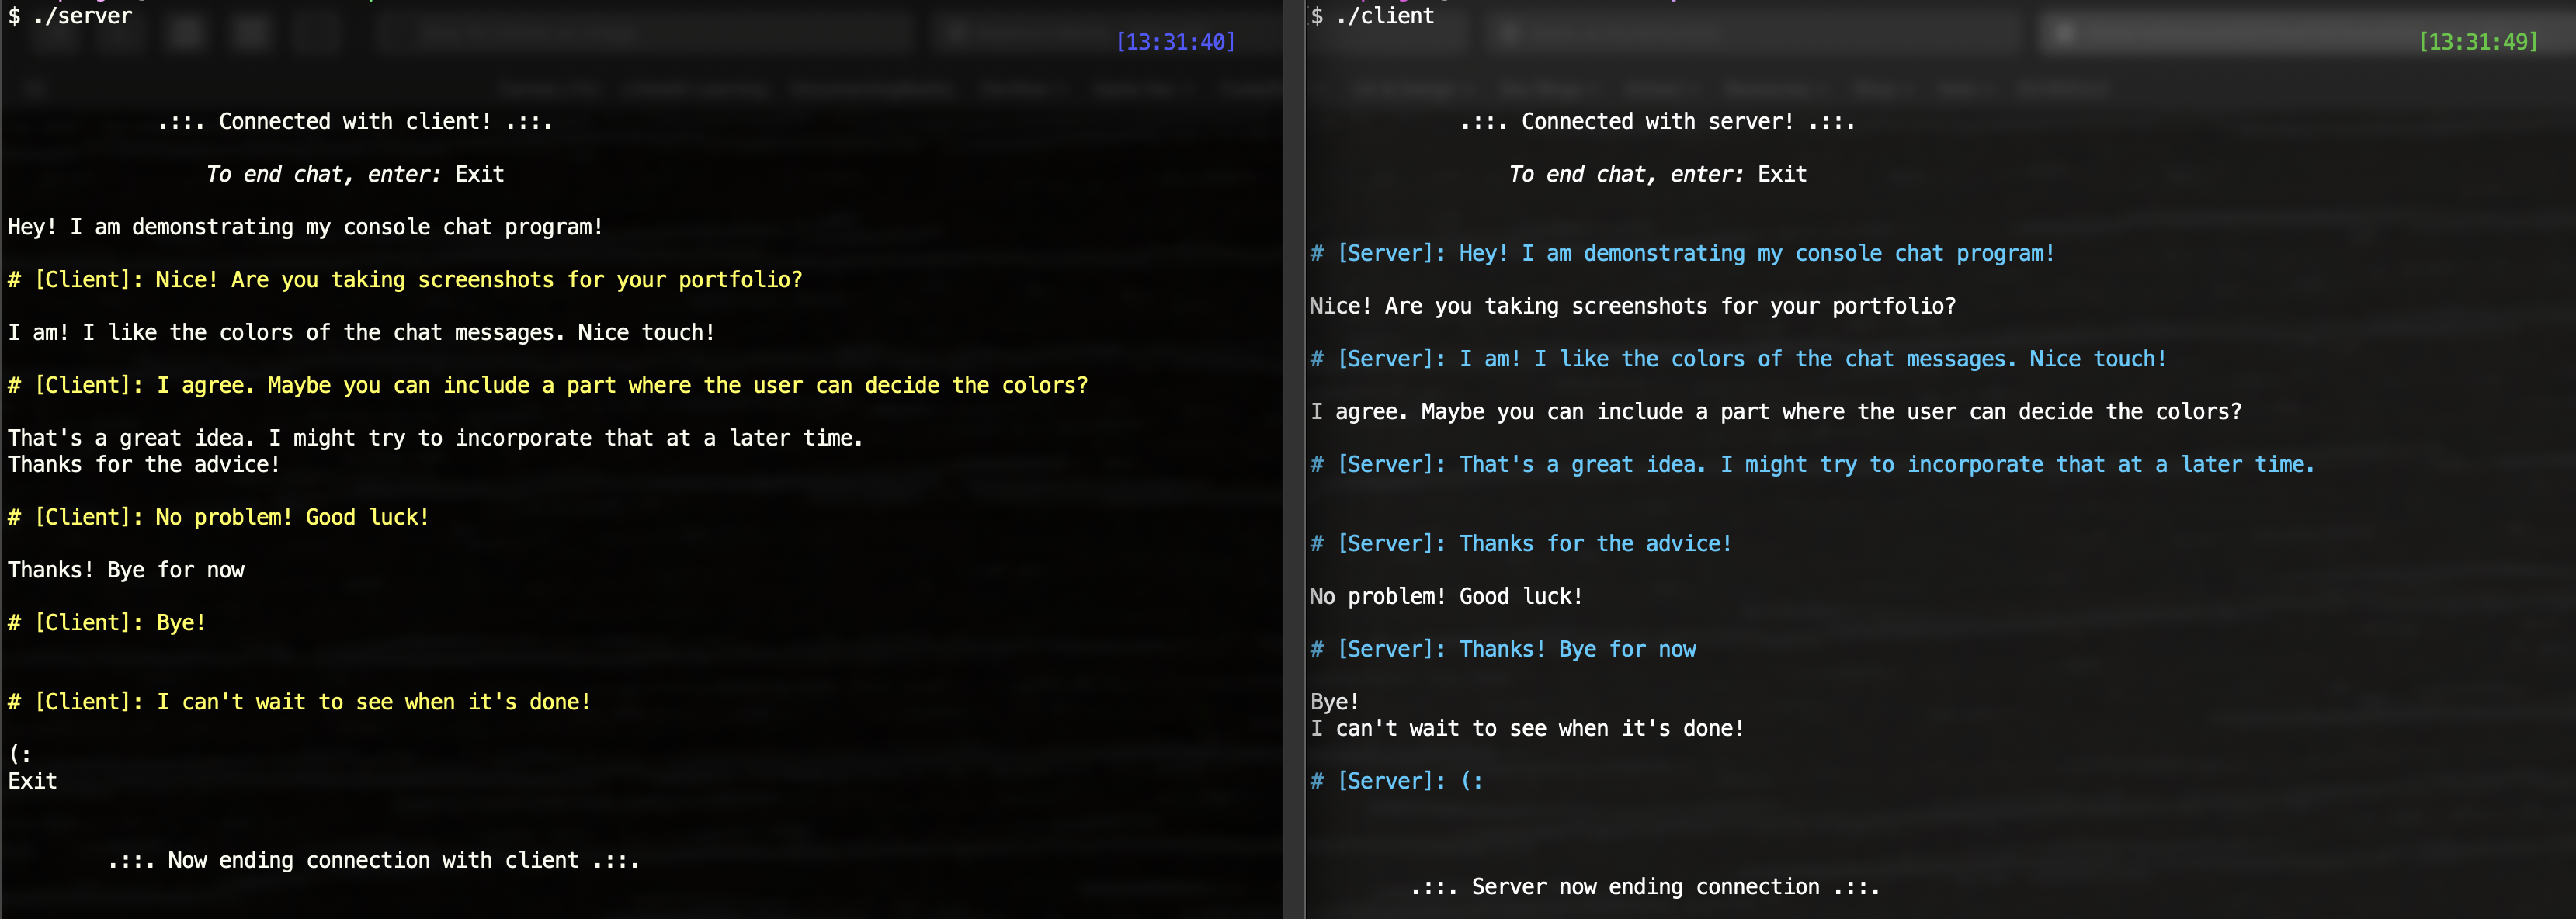 $ ./server
[13:31:40]
.::. Connected with client! .::.
To end chat, enter: Exit
Hey! I am demonstrating my console chat program!
# [Client]: Nice! Are you taking screenshots for your portfolio?
I am! I like the colors of the chat messages. Nice touch!
# [Client]: I agree. Maybe you can include a part where the user can decide the colors?
That's a great idea. I might try to incorporate that at a later time.
Thanks for the advice!
# [Client]: No problem! Good luck!
Thanks! Bye for now
# [Client]: Bye!
# [Client]: I can't wait to see when it's done!
(:
Exit
.::. Now ending connection with client .::.
$ ./client
[13:31:49]
.::. Connected with server! .::.
To end chat, enter: Exit
# [Server]: Hey! I am demonstrating my console chat program!
Nice! Are you taking screenshots for your portfolio?
# [Server]: I am! I like the colors of the chat messages. Nice touch!
I agree. Maybe you can include a part where the user can decide the colors?
# [Server]: That's a great idea. I might try to incorporate that at a later time.
# [Server]: Thanks for the advice!
No problem! Good luck!
# [Server]: Thanks! Bye for now
Bye!
I can't wait to see when it's done!
# [Server]: (:
.::. Server now ending connection .::.